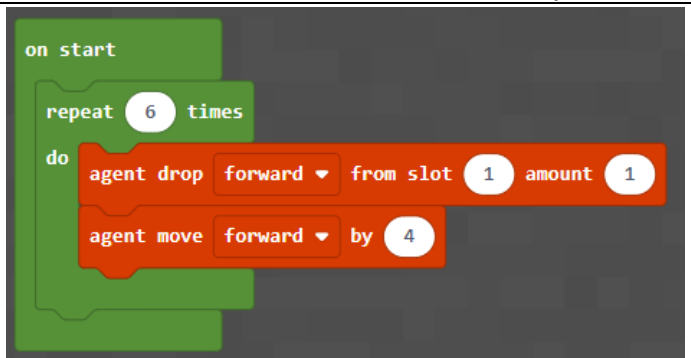 on start
repeat 6 times
do
agent drop forward from slot 1 amount 1
agent move forward by 4